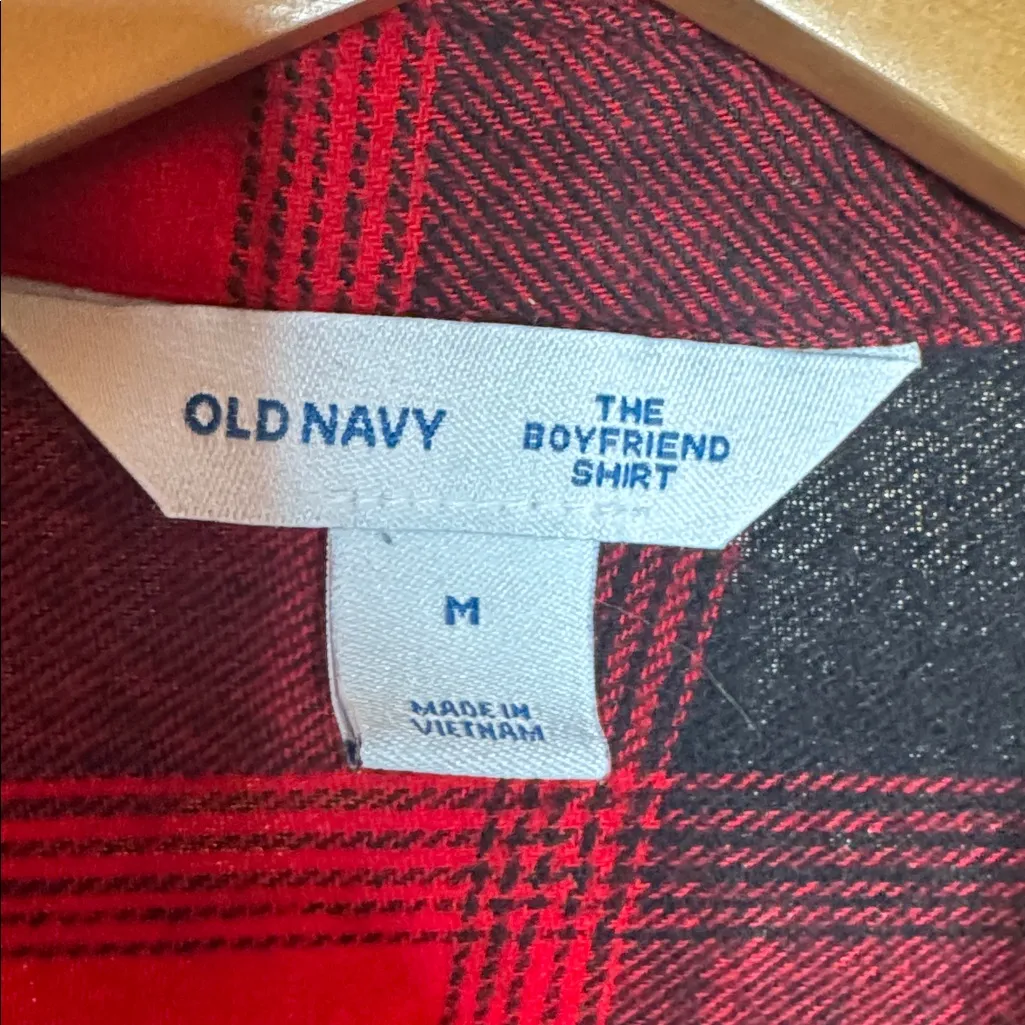 OLD NAVY
THE
BOYFRIEND
SHIRT
M
MADE IN
VIETNAM